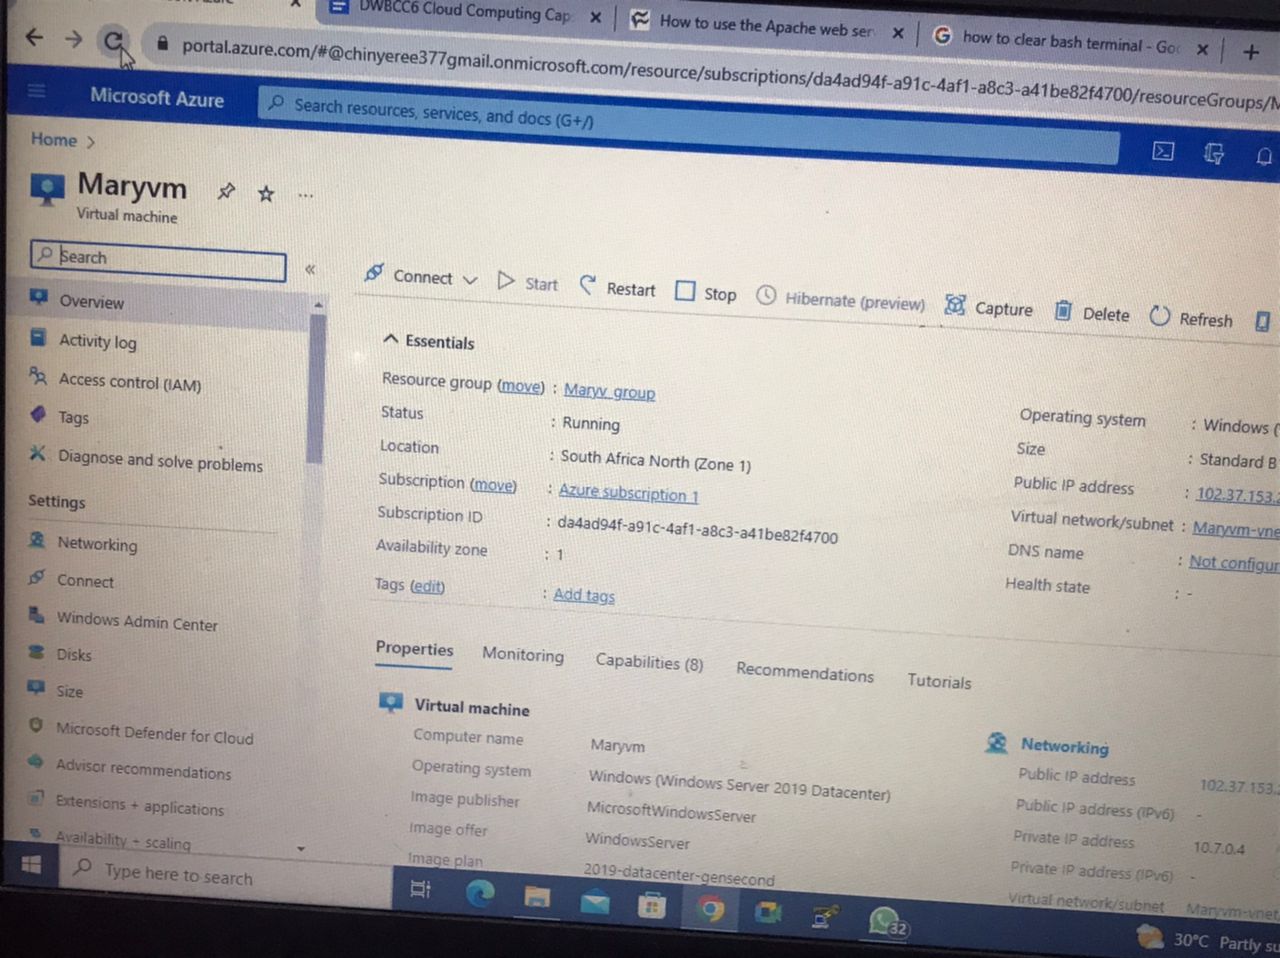 DWBCC6 Cloud Computing Cap
How to use the Apache web ser
how to clear bash terminal - Goo
portal.azure.com/#@chinyeree377gmail.onmicrosoft.com/resource/subscriptions/da4ad94f-a91c-4af1-a8c3-a41be82f4700/resourceGroups/M
Microsoft Azure
Search resources, services, and docs (G+/)
Home >
Maryvm
Virtual machine
Search
«
Connect
Start
Restart
Stop
Hibernate (preview)
Capture
Delete
Refresh
Overview
Activity log
Access control (IAM)
Tags
Diagnose and solve problems
Settings
Networking
Connect
Windows Admin Center
Disks
Size
Microsoft Defender for Cloud
Advisor recommendations
Extensions + applications
Availability + scaling
Essentials
Resource group (move) : Maryv_group
Status : Running
Location : South Africa North (Zone 1)
Subscription (move) : Azure subscription 1
Subscription ID : da4ad94f-a91c-4af1-a8c3-a41be82f4700
Availability zone : 1
Tags (edit) : Add tags
Operating system : Windows (
Size : Standard B
Public IP address : 102.37.153.
Virtual network/subnet : Maryvm-vne
DNS name : Not configur
Health state : -
Properties
Monitoring
Capabilities (8)
Recommendations
Tutorials
Virtual machine
Computer name Maryvm
Operating system Windows (Windows Server 2019 Datacenter)
Image publisher MicrosoftWindowsServer
Image offer WindowsServer
Image plan 2019-datacenter-gensecond
Networking
Public IP address 102.37.153.
Public IP address (IPv6) -
Private IP address 10.7.0.4
Private IP address (IPv6) -
Virtual network/subnet Maryvm-vnet
Type here to search
32
30°C Partly su